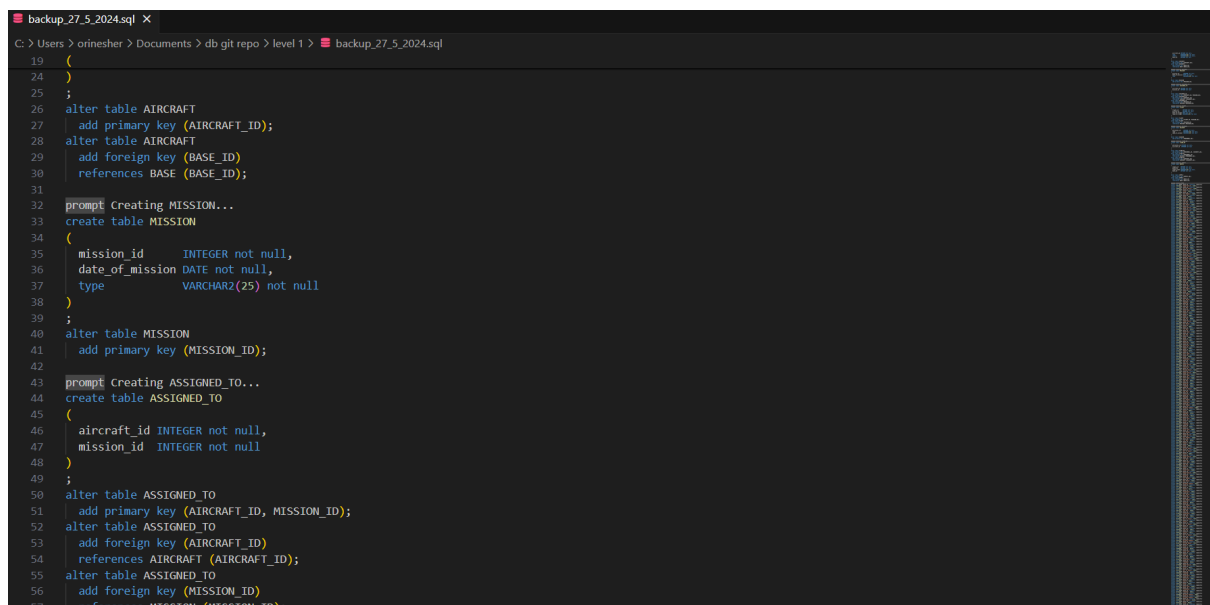 backup_27_5_2024.sql ×
C: > Users > orinesher > Documents > db git repo > level 1 > backup_27_5_2024.sql
19 (
24 )
25 ;
26 alter table AIRCRAFT
27 add primary key (AIRCRAFT_ID);
28 alter table AIRCRAFT
29 add foreign key (BASE_ID)
30 references BASE (BASE_ID);
31
32 prompt Creating MISSION...
33 create table MISSION
34 (
35 mission_id INTEGER not null,
36 date_of_mission DATE not null,
37 type VARCHAR2(25) not null
38 )
39 ;
40 alter table MISSION
41 add primary key (MISSION_ID);
42
43 prompt Creating ASSIGNED_TO...
44 create table ASSIGNED_TO
45 (
46 aircraft_id INTEGER not null,
47 mission_id INTEGER not null
48 )
49 ;
50 alter table ASSIGNED_TO
51 add primary key (AIRCRAFT_ID, MISSION_ID);
52 alter table ASSIGNED_TO
53 add foreign key (AIRCRAFT_ID)
54 references AIRCRAFT (AIRCRAFT_ID);
55 alter table ASSIGNED_TO
56 add foreign key (MISSION_ID)